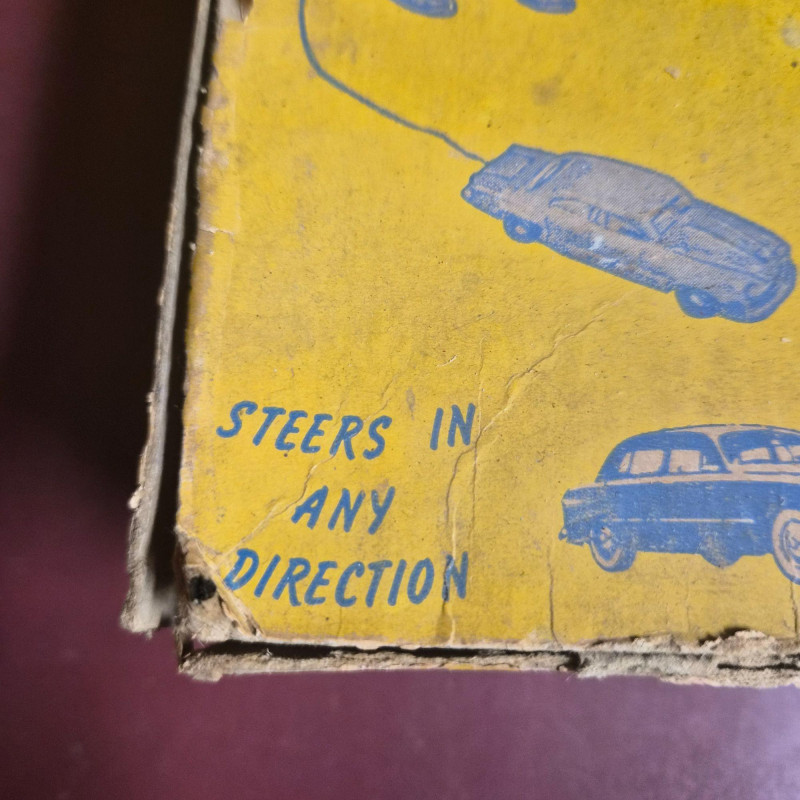 STEERS IN
ANY
DIRECTION